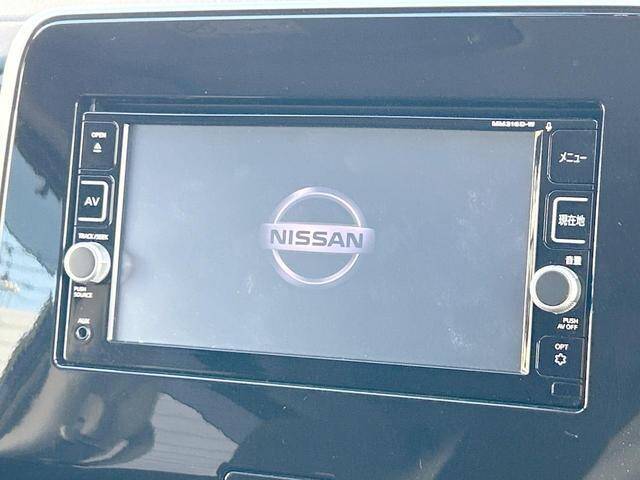 MM316D-W
OPEN
メニュー
AV
現在地
TRACK/SEEK
NISSAN
音量
PUSH
SOURCE
PUSH
AV OFF
AUX
OPT